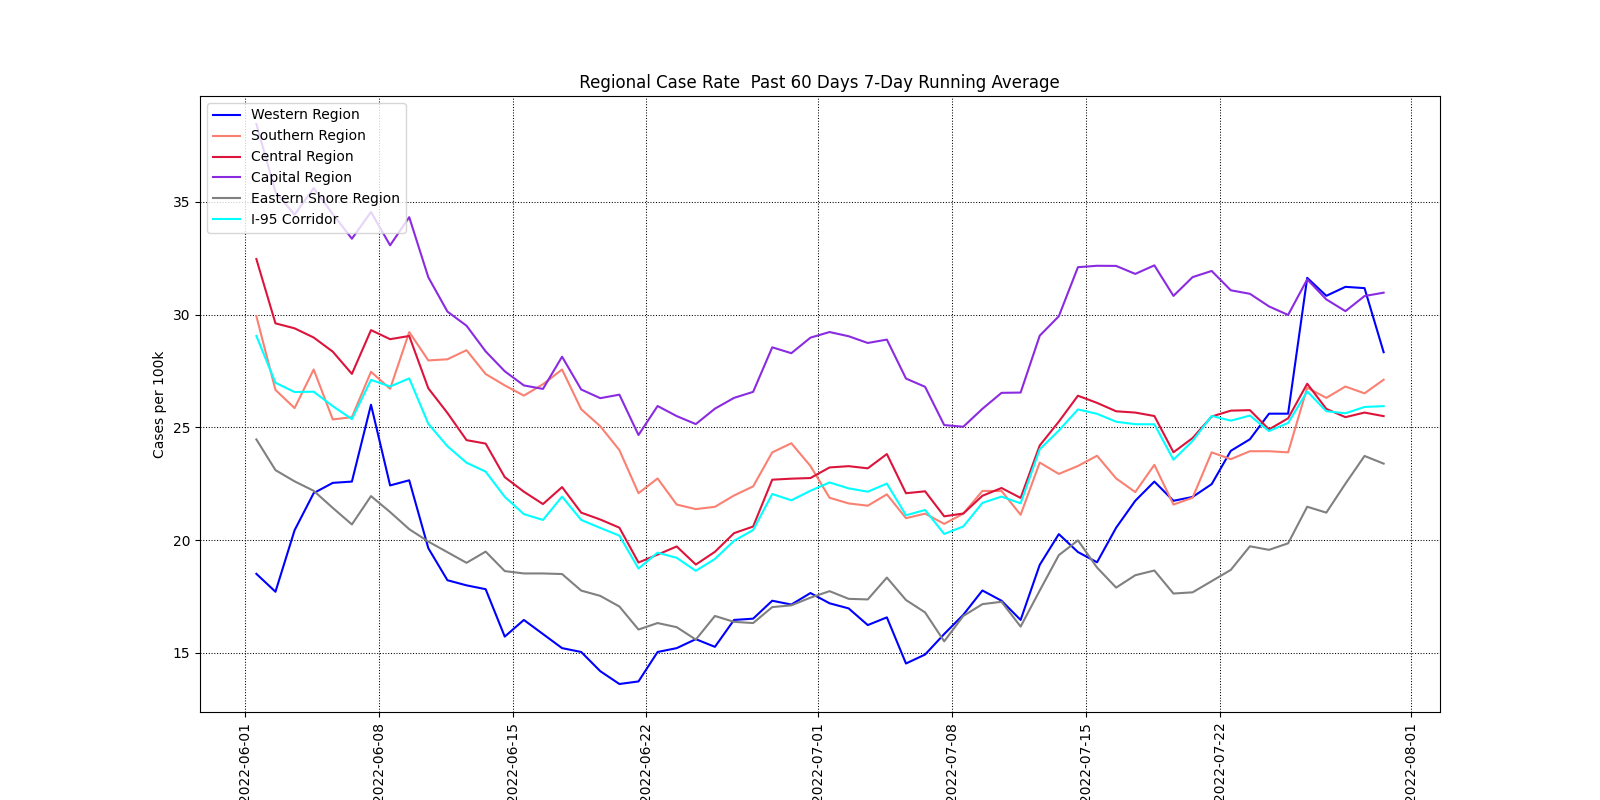 Regional Case Rate  Past 60 Days 7-Day Running Average
Western Region
Southern Region
Central Region
Capital Region
Eastern Shore Region
I-95 Corridor
Cases per 100k
35
30
25
20
15
2022-06-01
2022-06-08
2022-06-15
2022-06-22
2022-07-01
2022-07-08
2022-07-15
2022-07-22
2022-08-01